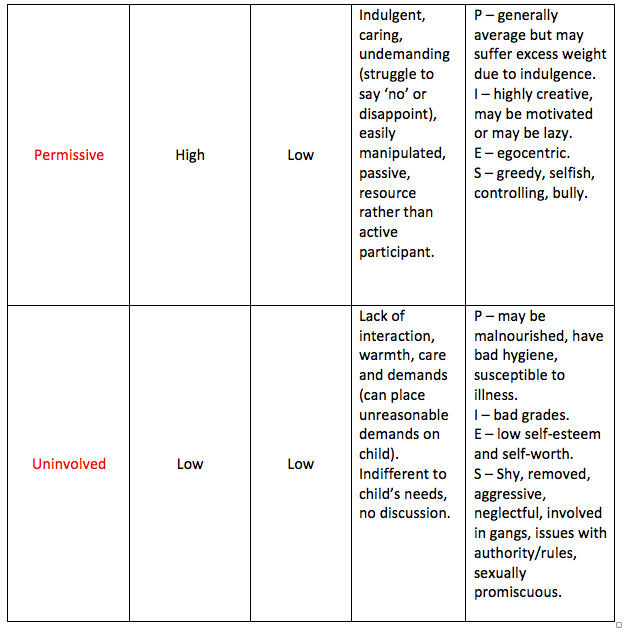 Permissive
High
Low
Indulgent,
caring,
undemanding
(struggle to
say ‘no’ or
disappoint),
easily
manipulated,
passive,
resource
rather than
active
participant.
P – generally
average but may
suffer excess weight
due to indulgence.
I – highly creative,
may be motivated
or may be lazy.
E – egocentric.
S – greedy, selfish,
controlling, bully.
Uninvolved
Low
Low
Lack of
interaction,
warmth, care
and demands
(can place
unreasonable
demands on
child).
Indifferent to
child’s needs,
no discussion.
P – may be
malnourished, have
bad hygiene,
susceptible to
illness.
I – bad grades.
E – low self-esteem
and self-worth.
S – Shy, removed,
aggressive,
neglectful, involved
in gangs, issues with
authority/rules,
sexually
promiscuous.